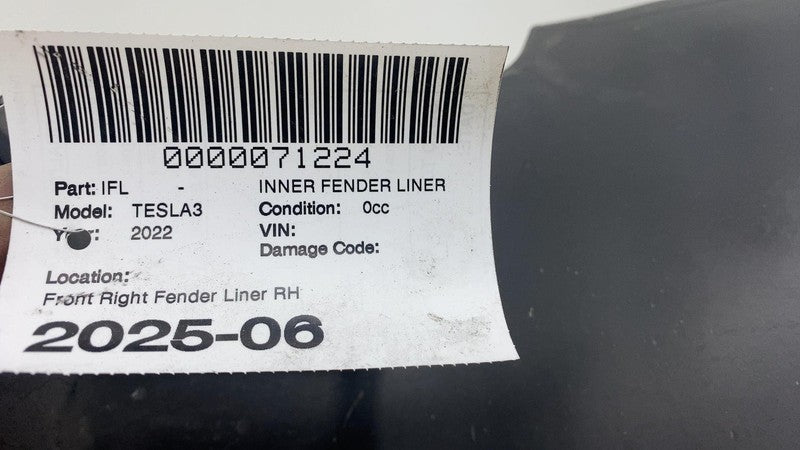 0000071224
Part: IFL - INNER FENDER LINER
Model: TESLA3 Condition: 0cc
Year: 2022 VIN:
Damage Code:
Location:
Front Right Fender Liner RH
2025-06